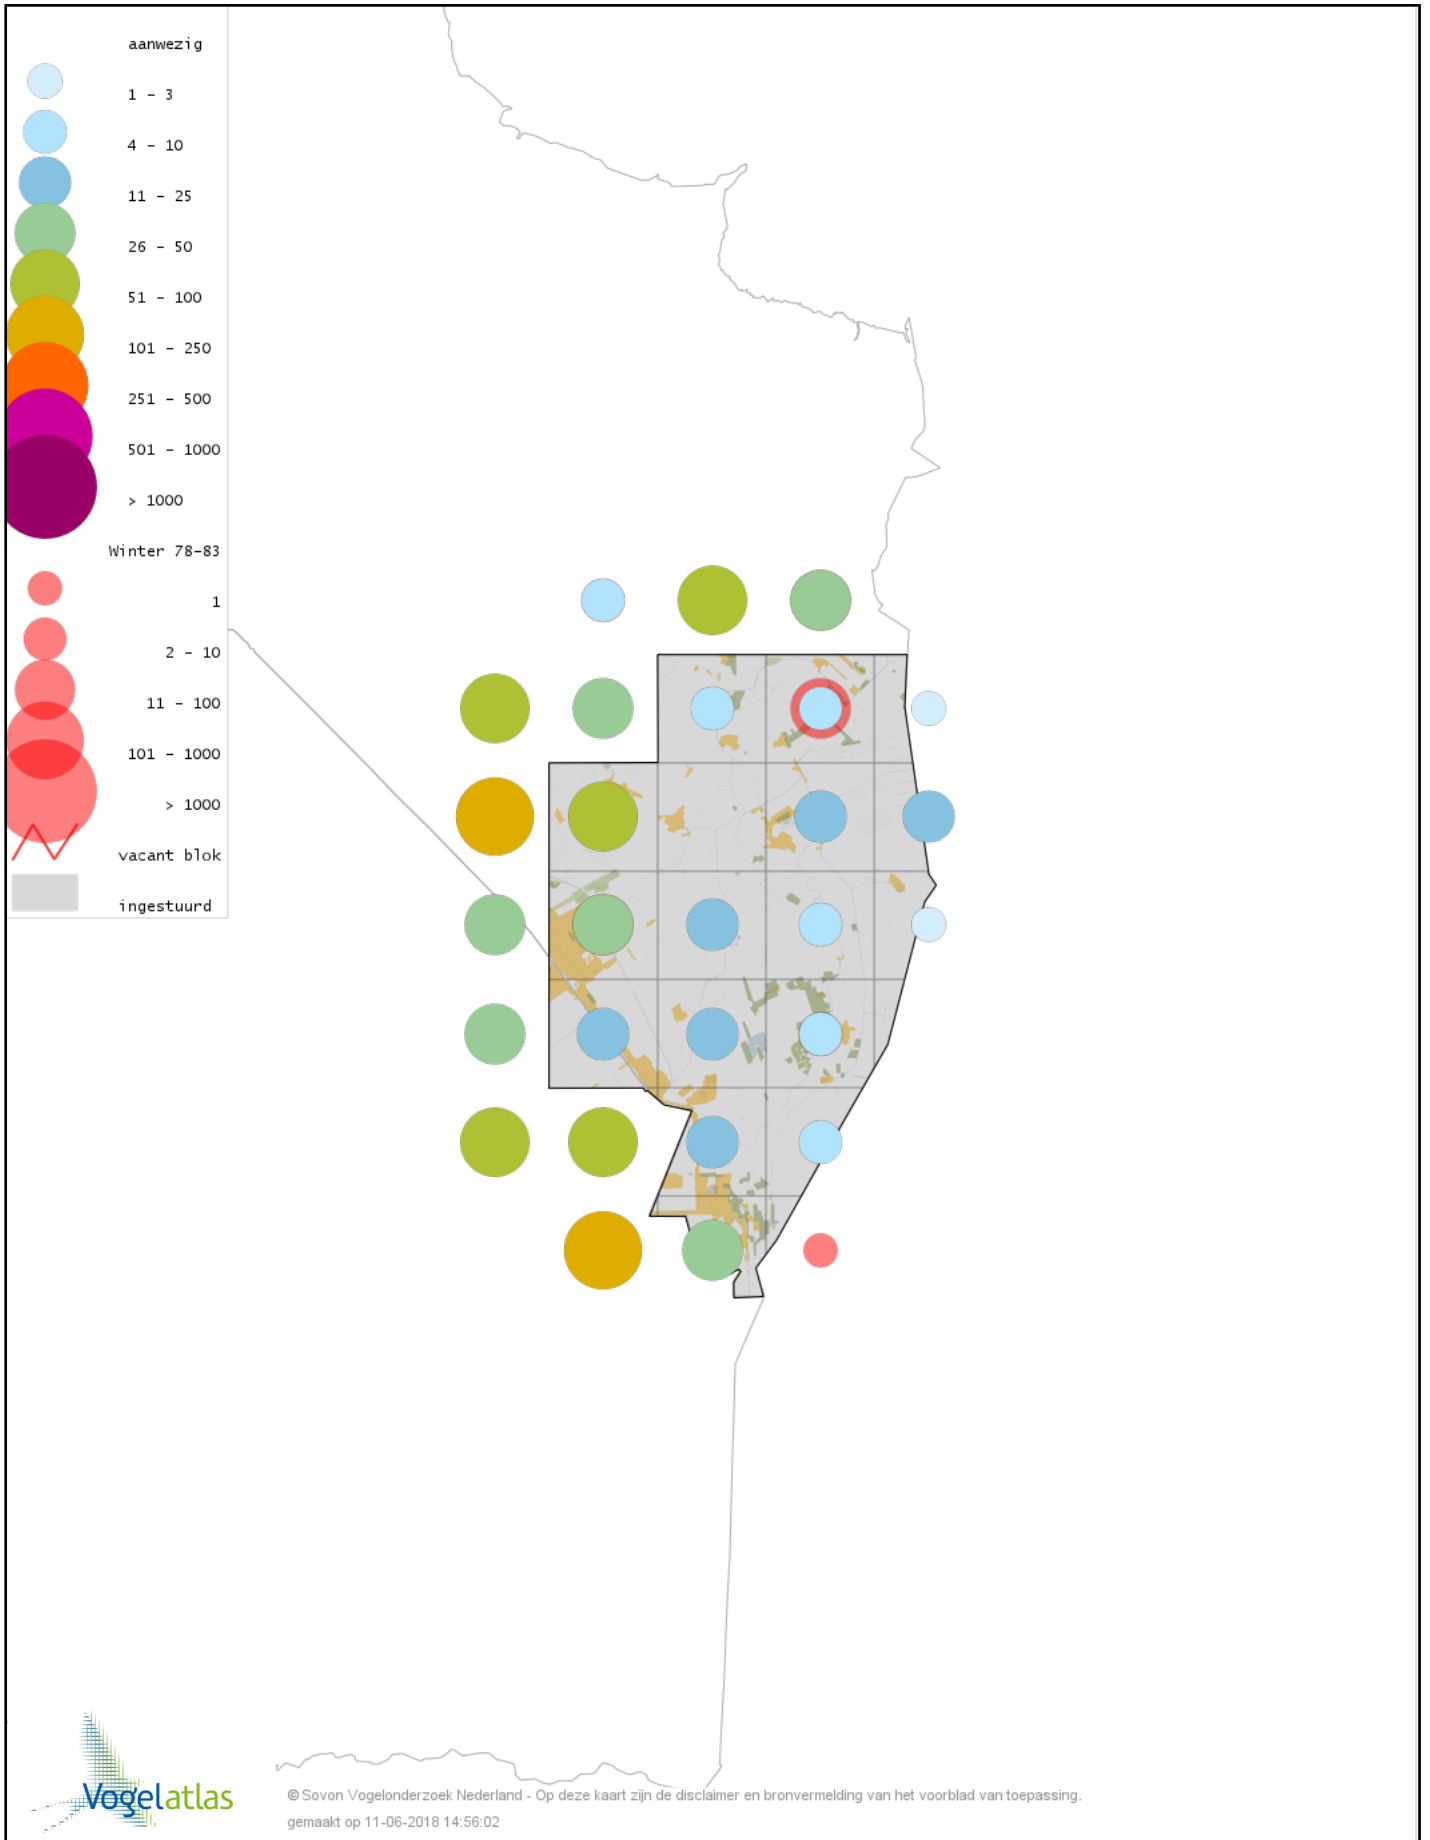 aanwezig
1 - 3
4 - 10
11 - 25
26 - 50
51 - 100
101 - 250
251 - 500
501 - 1000
> 1000
Winter 78-83
1
2 - 10
11 - 100
101 - 1000
> 1000
vacant blok
ingestuurd
Vogelatlas
© Sovon Vogelonderzoek Nederland - Op deze kaart zijn de disclaimer en bronvermelding van het voorblad van toepassing.
gemaakt op 11-06-2018 14:56:02